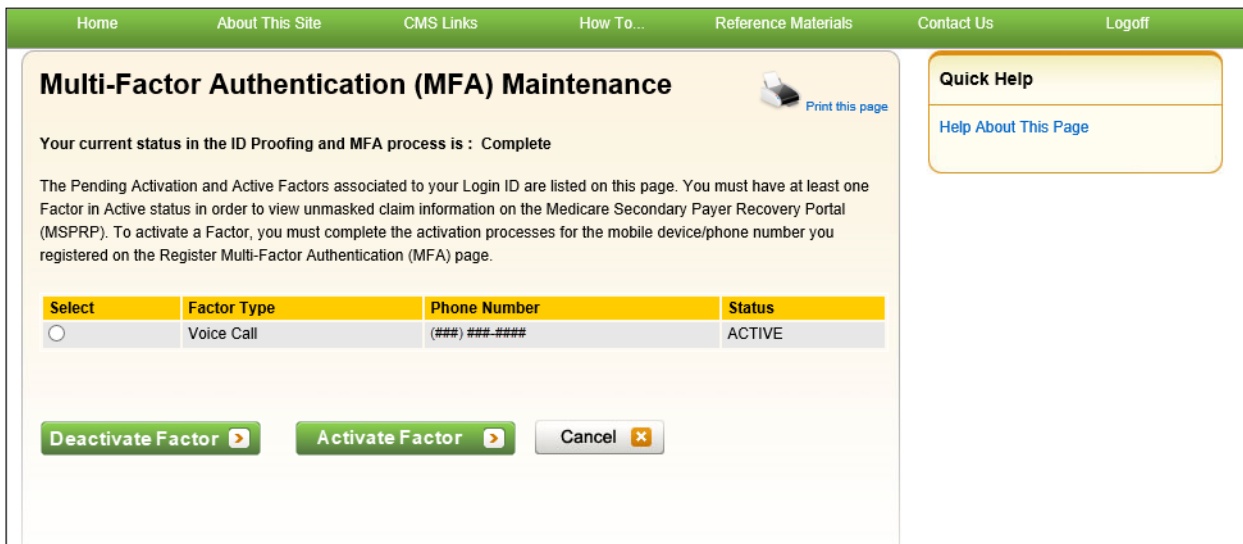 Home About This Site CMS Links How To... Reference Materials Contact Us Logoff
Multi-Factor Authentication (MFA) Maintenance
Print this page
Quick Help
Help About This Page
Your current status in the ID Proofing and MFA process is : Complete
The Pending Activation and Active Factors associated to your Login ID are listed on this page. You must have at least one
Factor in Active status in order to view unmasked claim information on the Medicare Secondary Payer Recovery Portal
(MSPRP). To activate a Factor, you must complete the activation processes for the mobile device/phone number you
registered on the Register Multi-Factor Authentication (MFA) page.
Select Factor Type Phone Number Status
Voice Call (###) ###-#### ACTIVE
Deactivate Factor Activate Factor Cancel